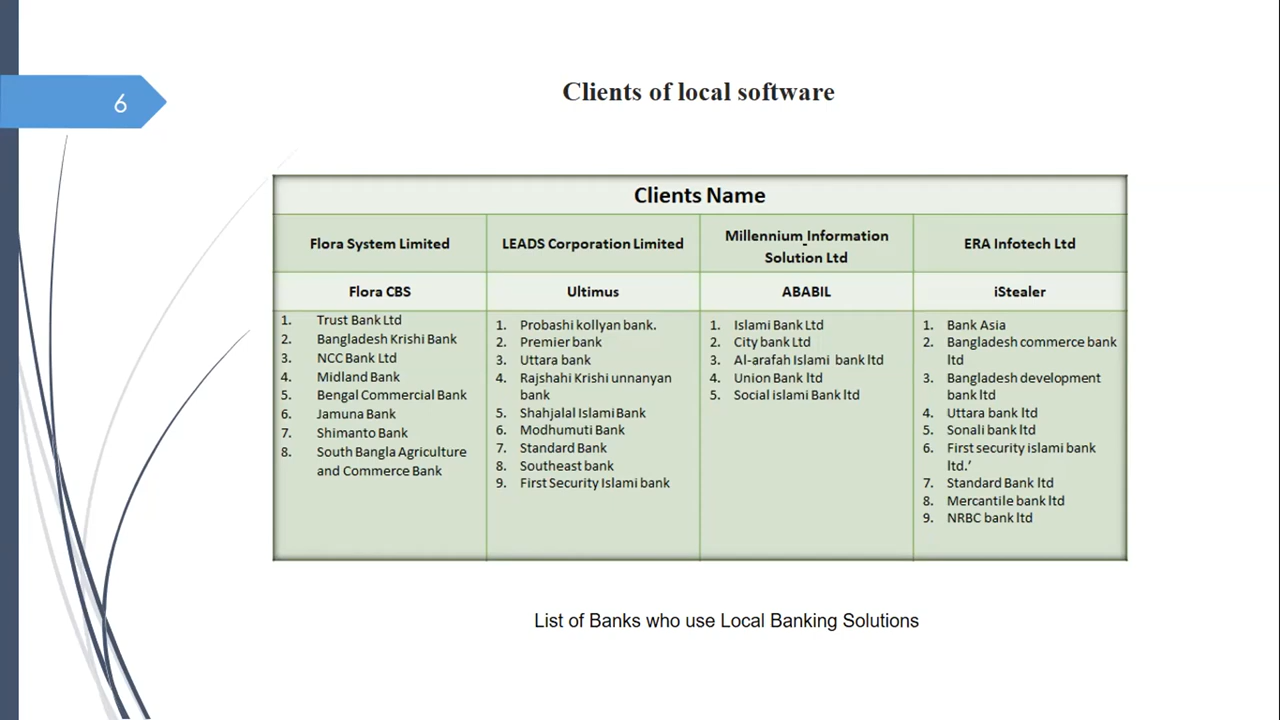 6
Clients of local software
Clients Name
Flora System Limited
LEADS Corporation Limited
Millennium Information
Solution Ltd
ERA Infotech Ltd
Flora CBS
Ultimus
ABABIL
iStealer
1. Trust Bank Ltd
2. Bangladesh Krishi Bank
3. NCC Bank Ltd
4. Midland Bank
5. Bengal Commercial Bank
6. Jamuna Bank
7. Shimanto Bank
8. South Bangla Agriculture
and Commerce Bank
1. Probashi kollyan bank.
2. Premier bank
3. Uttara bank
4. Rajshahi Krishi unnanyan
bank
5. Shahjalal Islami Bank
6. Modhumuti Bank
7. Standard Bank
8. Southeast bank
9. First Security Islami bank
1. Islami Bank Ltd
2. City bank Ltd
3. Al-arafah Islami bank ltd
4. Union Bank ltd
5. Social islami Bank ltd
1. Bank Asia
2. Bangladesh commerce bank
ltd
3. Bangladesh development
bank ltd
4. Uttara bank ltd
5. Sonali bank ltd
6. First security islami bank
ltd.’
7. Standard Bank ltd
8. Mercantile bank ltd
9. NRBC bank ltd
List of Banks who use Local Banking Solutions